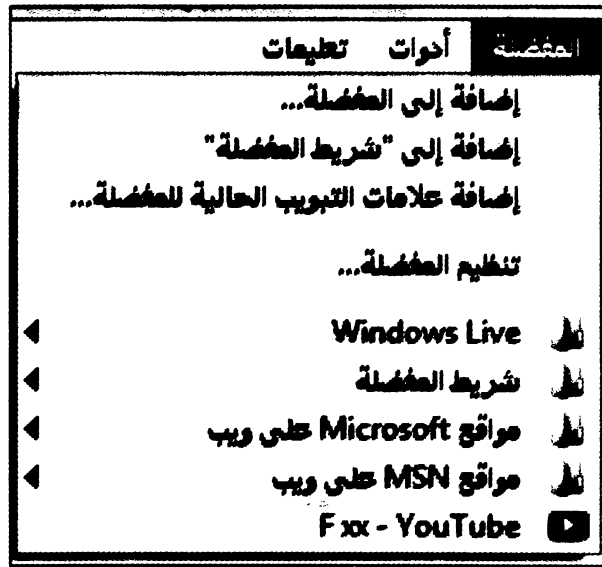 المفضلة أدوات تعليمات
إضافة إلى المفضلة...
إضافة إلى "شريط المفضلة"
إضافة علامات التبويب الحالية للمفضلة...
تنظيم المفضلة...
Windows Live
شريط المفضلة
مواقع Microsoft على ويب
مواقع MSN على ويب
F xx - YouTube